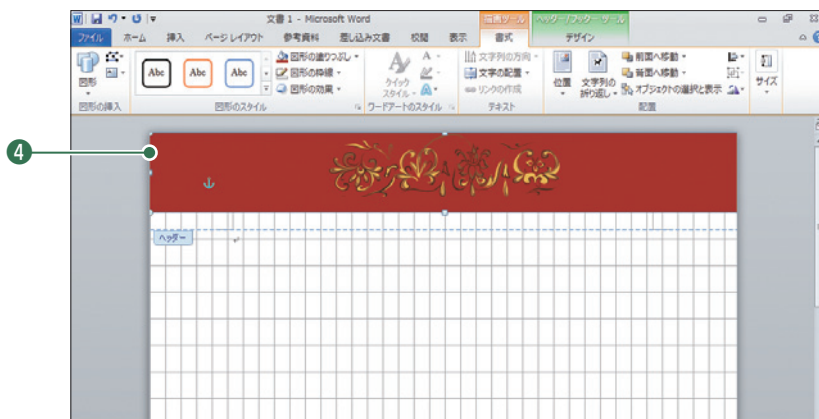 文書 1 - Microsoft Word
描画ツール
ヘッダー/フッター ツール
ファイル ホーム 挿入 ページ レイアウト 参考資料 差し込み文書 校閲 表示 書式 デザイン
図形
Abc Abc Abc
図形の塗りつぶし
図形の枠線
図形の効果
クイック
スタイル
文字列の方向
文字の配置
リンクの作成
位置
文字列の
折り返し
前面へ移動
背面へ移動
オブジェクトの選択と表示
サイズ
図形の挿入 図形のスタイル ワードアートのスタイル テキスト 配置
4
ヘッダー